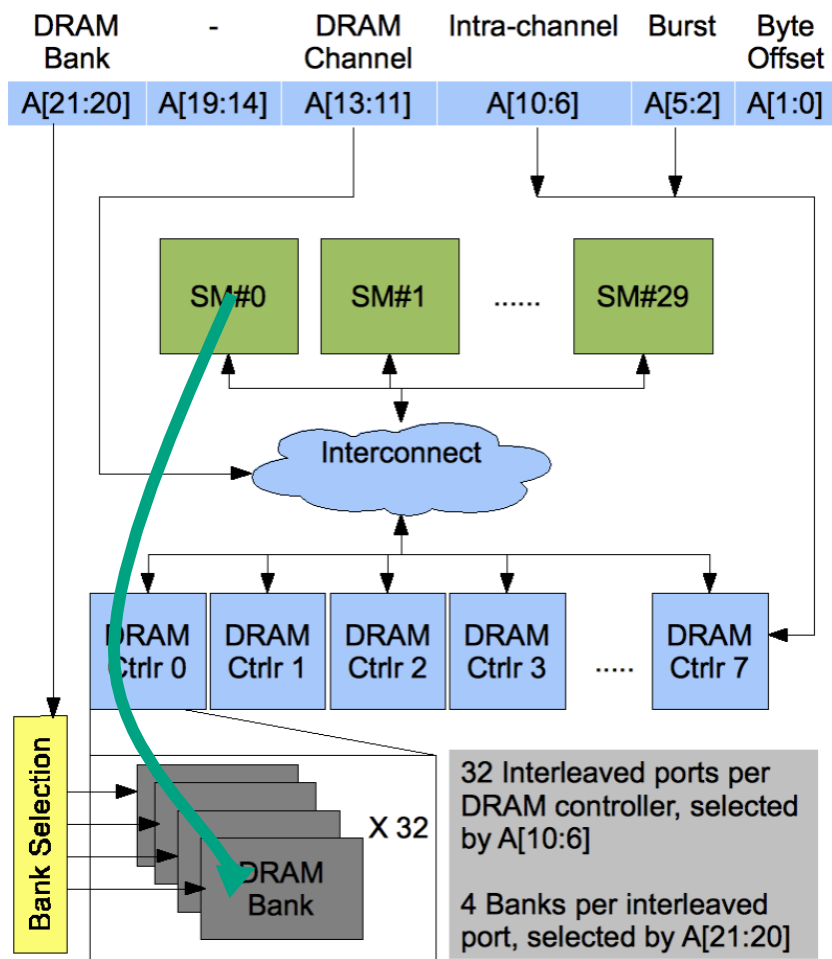 DRAM Bank
-
DRAM Channel
Intra-channel
Burst
Byte Offset
A[21:20]
A[19:14]
A[13:11]
A[10:6]
A[5:2]
A[1:0]
SM#0
SM#1
......
SM#29
Interconnect
DRAM
Ctrlr 0
DRAM
Ctrlr 1
DRAM
Ctrlr 2
DRAM
Ctrlr 3
.....
DRAM
Ctrlr 7
Bank Selection
DRAM
Bank
X 32
32 Interleaved ports per
DRAM controller, selected
by A[10:6]
4 Banks per interleaved
port, selected by A[21:20]